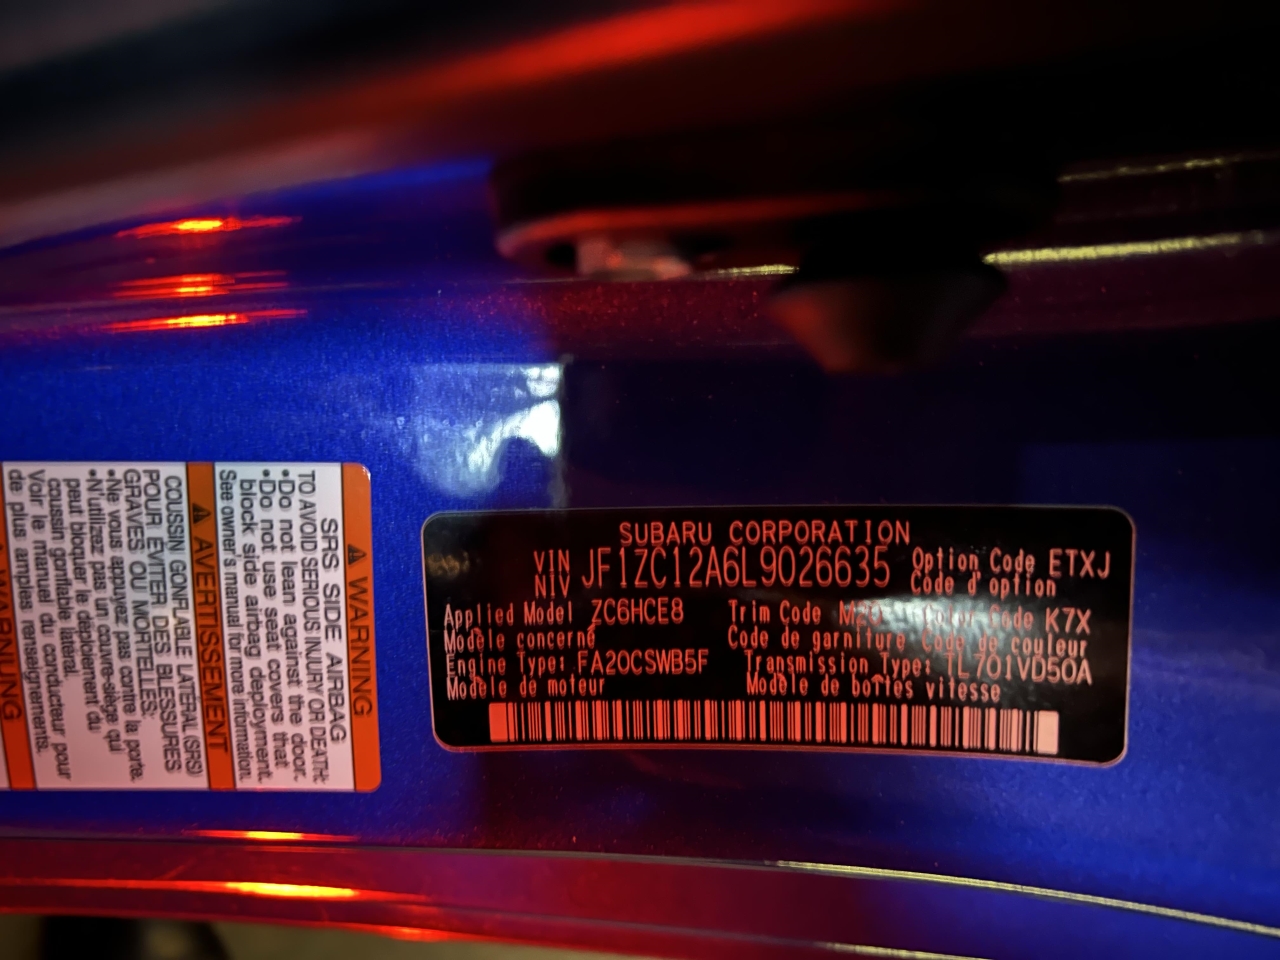 SUBARU CORPORATION
VIN JF1ZC12A6L9026635 Option Code ETXJ
NIV Code d'option
Applied Model ZC6HCE8 Trim Code Color Code K7X
Modèle concerné Code de garniture Code de couleur
Engine Type: FA20CSWB5F Transmission Type: TL701VD50A
Modèle de moteur Modèle de boîtes vitesse
⚠ WARNING
SRS SIDE AIRBAG
TO AVOID SERIOUS INJURY OR DEATH:
•Do not lean against the door.
•Do not use seat covers that
block side airbag deployment.
See owner's manual for more information.
⚠ AVERTISSEMENT
COUSSIN GONFLABLE LATÉRAL (SRS)
POUR ÉVITER DES BLESSURES
GRAVES OU MORTELLES:
•Ne vous appuyez pas contre la porte.
•N'utilizez pas un couvre-siège qui
peut bloquer le déploiement du
coussin gonflable latéral.
Voir le manuel du conducteur pour
de plus amples renseignements.
WARNING